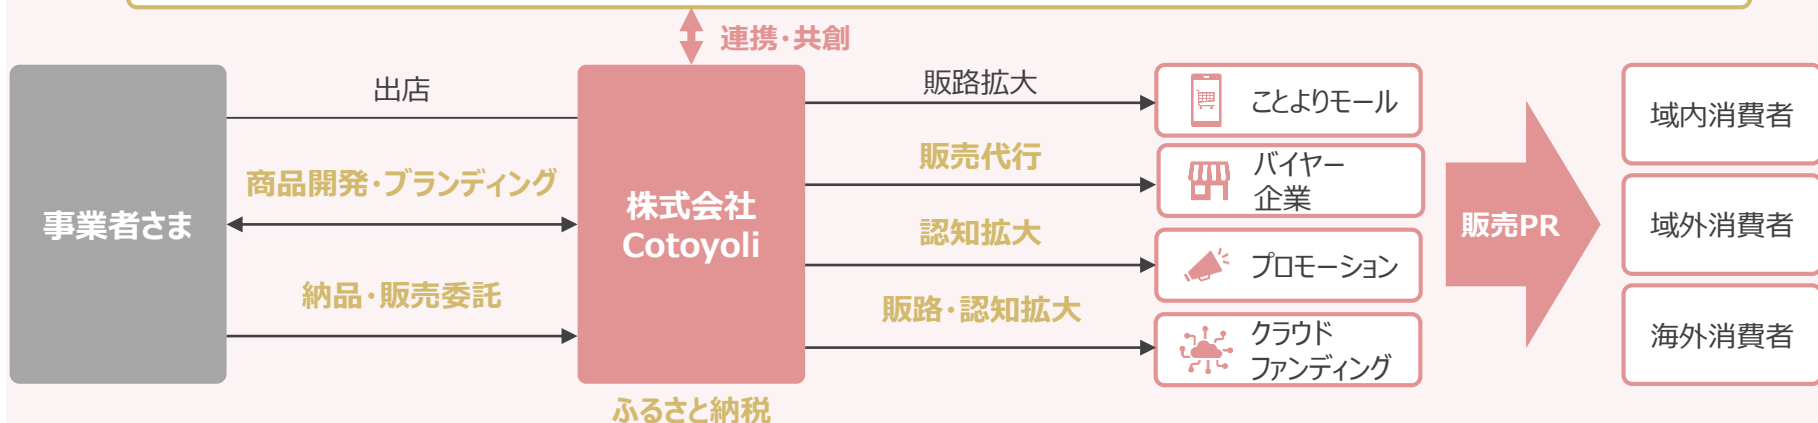 連携・共創
事業者さま
出店
商品開発・ブランディング
納品・販売委託
株式会社
Cotoyoli
ふるさと納税
販路拡大
販売代行
認知拡大
販路・認知拡大
ことよりモール
バイヤー
企業
プロモーション
クラウド
ファンディング
販売PR
域内消費者
域外消費者
海外消費者